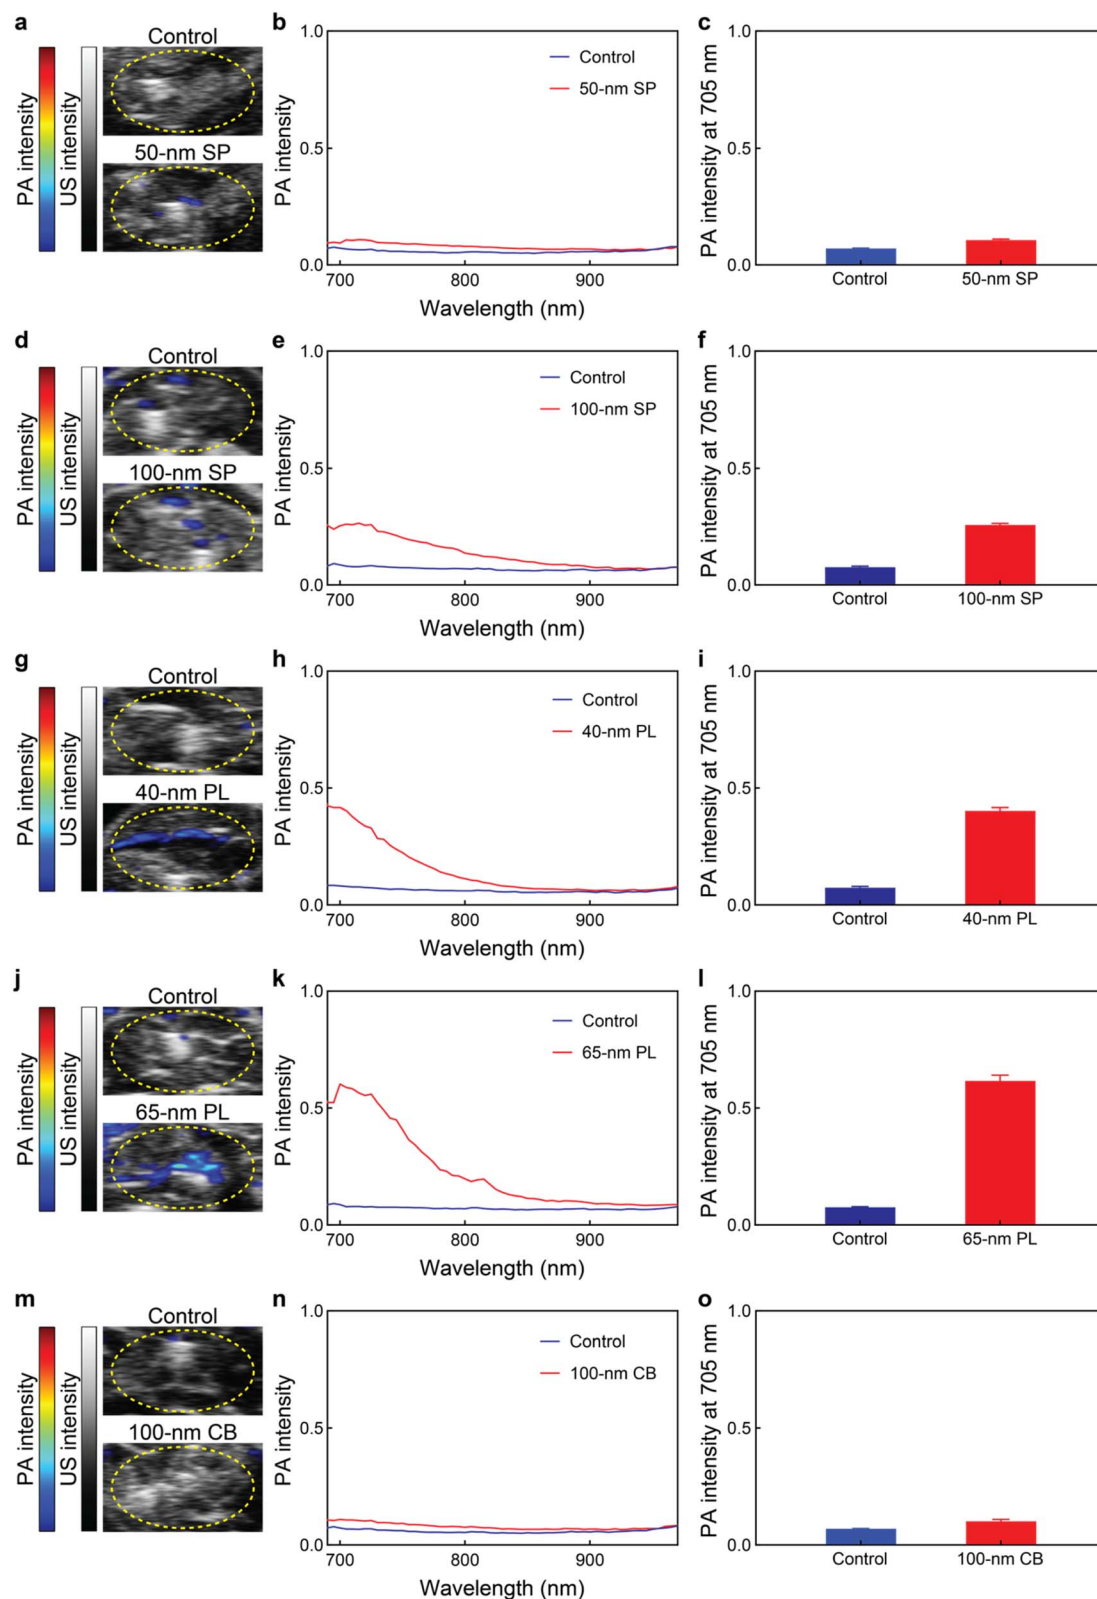 a
PA intensity
US intensity
Control
50-nm SP
b
PA intensity
1.0
0.5
0.0
Control
50-nm SP
700
800
900
Wavelength (nm)
c
PA intensity at 705 nm
1.0
0.5
0.0
Control
50-nm SP
d
PA intensity
US intensity
Control
100-nm SP
e
PA intensity
1.0
0.5
0.0
Control
100-nm SP
700
800
900
Wavelength (nm)
f
PA intensity at 705 nm
1.0
0.5
0.0
Control
100-nm SP
g
PA intensity
US intensity
Control
40-nm PL
h
PA intensity
1.0
0.5
0.0
Control
40-nm PL
700
800
900
Wavelength (nm)
i
PA intensity at 705 nm
1.0
0.5
0.0
Control
40-nm PL
j
PA intensity
US intensity
Control
65-nm PL
k
PA intensity
1.0
0.5
0.0
Control
65-nm PL
700
800
900
Wavelength (nm)
l
PA intensity at 705 nm
1.0
0.5
0.0
Control
65-nm PL
m
PA intensity
US intensity
Control
100-nm CB
n
PA intensity
1.0
0.5
0.0
Control
100-nm CB
700
800
900
Wavelength (nm)
o
PA intensity at 705 nm
1.0
0.5
0.0
Control
100-nm CB